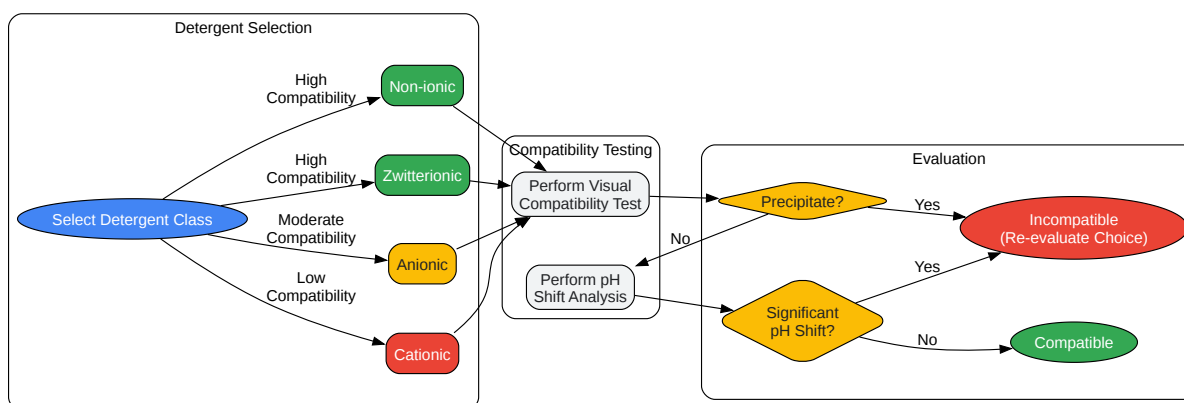 Detergent Selection
High
Compatibility
Non-ionic
High
Compatibility
Zwitterionic
Select Detergent Class
Moderate
Compatibility
Anionic
Low
Compatibility
Cationic
Compatibility Testing
Perform Visual
Compatibility Test
No
Perform pH
Shift Analysis
Evaluation
Precipitate?
Yes
Incompatible
(Re-evaluate Choice)
Yes
Significant
pH Shift?
No
Compatible